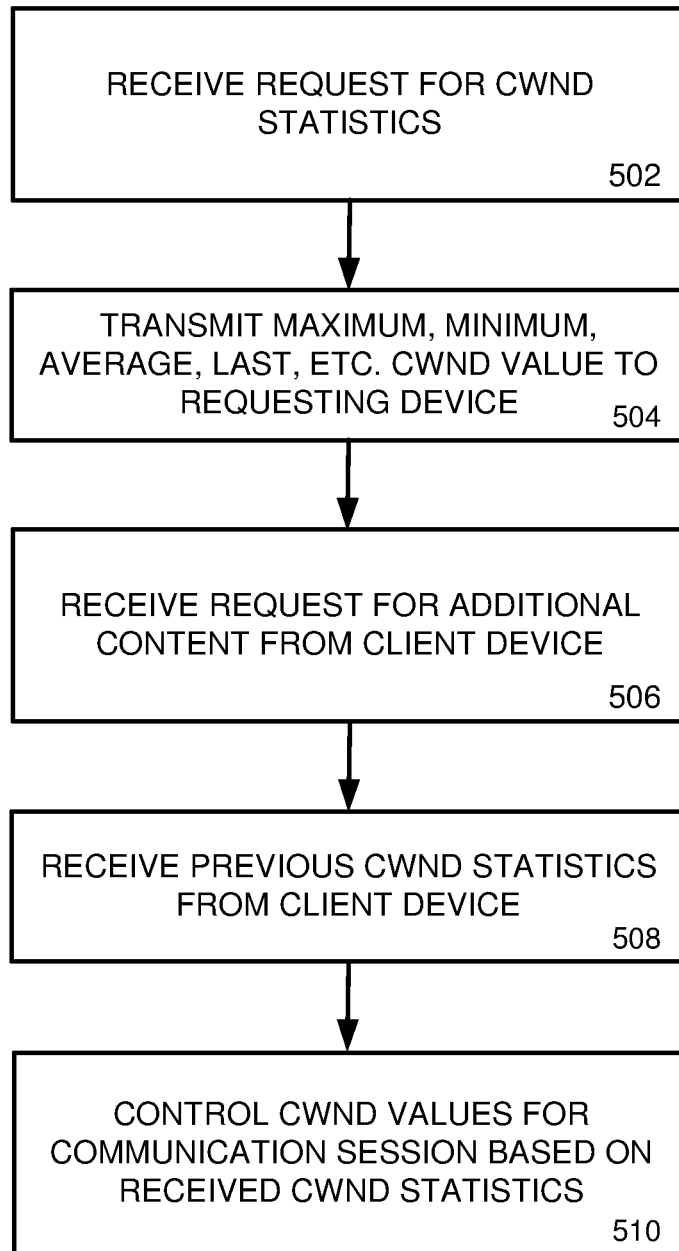 RECEIVE REQUEST FOR CWND
STATISTICS
502
TRANSMIT MAXIMUM, MINIMUM,
AVERAGE, LAST, ETC. CWND VALUE TO
REQUESTING DEVICE
504
RECEIVE REQUEST FOR ADDITIONAL
CONTENT FROM CLIENT DEVICE
506
RECEIVE PREVIOUS CWND STATISTICS
FROM CLIENT DEVICE
508
CONTROL CWND VALUES FOR
COMMUNICATION SESSION BASED ON
RECEIVED CWND STATISTICS
510